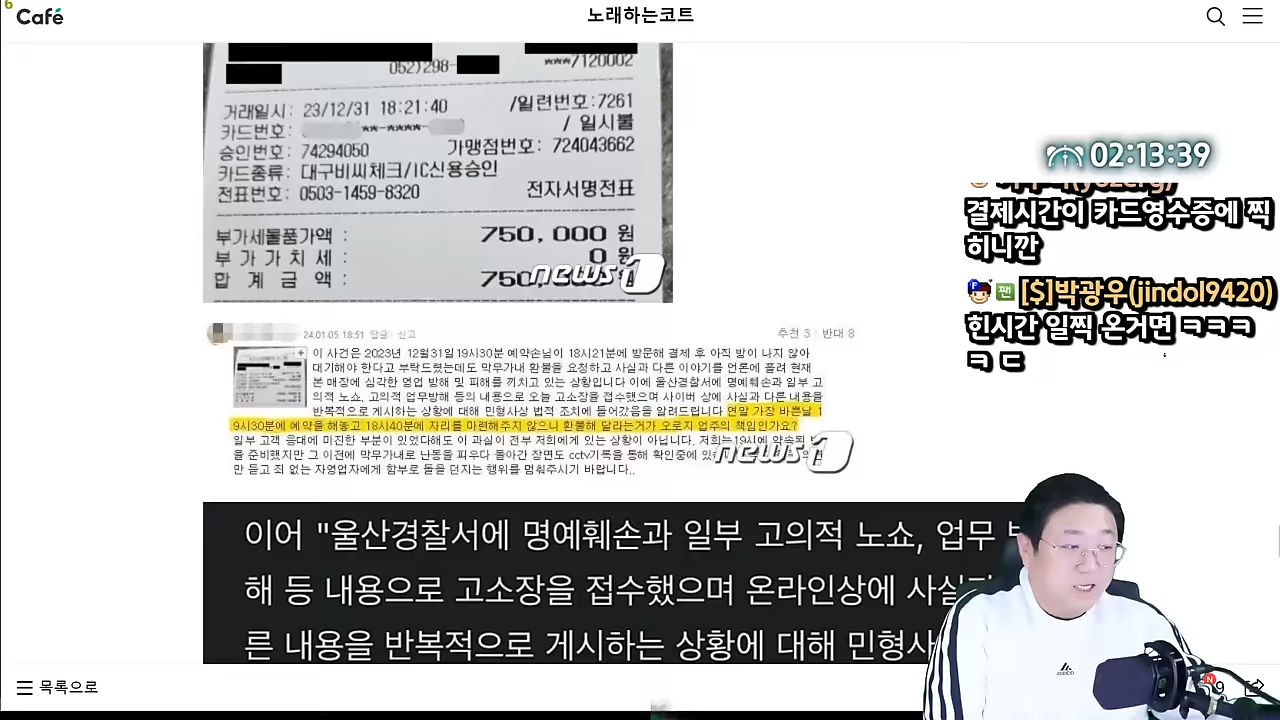 6
Café
노래하는코트
052)298-
***7120002
거래일시: 23/12/31 18:21:40 /일련번호:7261
카드번호: **-****- / 일시불
승인번호: 74294050 가맹점번호: 724043662
카드종류: 대구비씨체크/IC신용승인
전표번호: 0503-1459-8320 전자서명전표
부가세물품가액 : 750,000 원
부 가 가 치 세 : 0 원
합 계 금 액 : 750, 원
news1
02:13:39
결제시간이 카드영수증에 찍
히니깐
팬 [$]박광우(jindol9420)
힌시간 일찍 온거면 ㅋㅋㅋ
ㅋ ㄷ
24.01.05 18:51 답글 신고
추천 3 반대 8
이 사건은 2023년 12월31일19시30분 예약손님이 18시21분에 방문해 결제 후 아직 방이 나지 않아
대기해야 한다고 부탁드렸는데도 막무가내 환불을 요청하고 사실과 다른 이야기를 언론에 흘려 현재
본 매장에 심각한 영업 방해 및 피해를 끼치고 있는 상황입니다 이에 울산경찰서에 명예훼손과 일부 고
의적 노쇼, 고의적 업무방해 등의 내용으로 오늘 고소장을 접수했으며 사이버 상에 사실과 다른 내용을
반복적으로 게시하는 상황에 대해 민형사상 법적 조치에 들어갔음을 알려드립니다 연말 가장 바쁜날 1
9시30분에 예약을 해놓고 18시40분에 자리를 마련해주지 않으니 환불해 달라는거가 오로지 업주의 책임인가요?
일부 고객 응대에 미진한 부분이 있었다해도 이 과실이 전부 저희에게 있는 상황이 아닙니다. 저희는19시에 약속된
을 준비했지만 그 이전에 막무가내로 난동을 피우다 돌아간 장면도 cctv기록을 통해 확인중에
만 듣고 죄 없는 자영업자에게 함부로 돌을 던지는 행위를 멈춰주시기 바랍니다..
news1
이어 "울산경찰서에 명예훼손과 일부 고의적 노쇼, 업무
해 등 내용으로 고소장을 접수했으며 온라인상에
른 내용을 반복적으로 게시하는 상황에 대해
목록으로
N
9